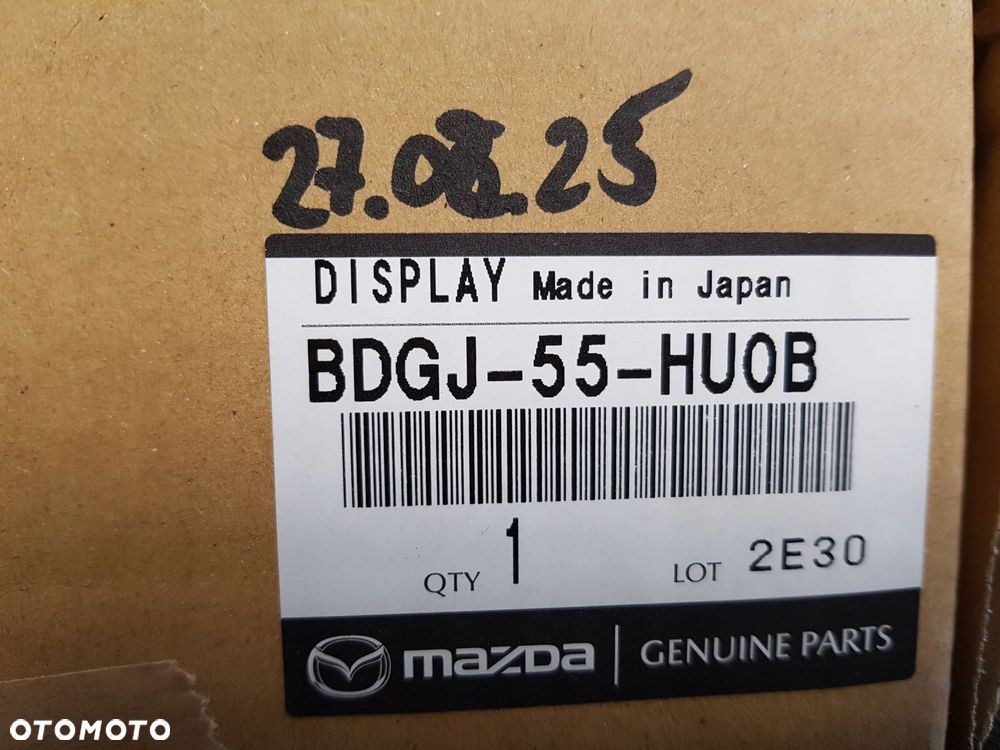 27.08.25
DISPLAY Made in Japan
BDGJ-55-HU0B
QTY 1 LOT 2E30
mazda GENUINE PARTS
OTOMOTO